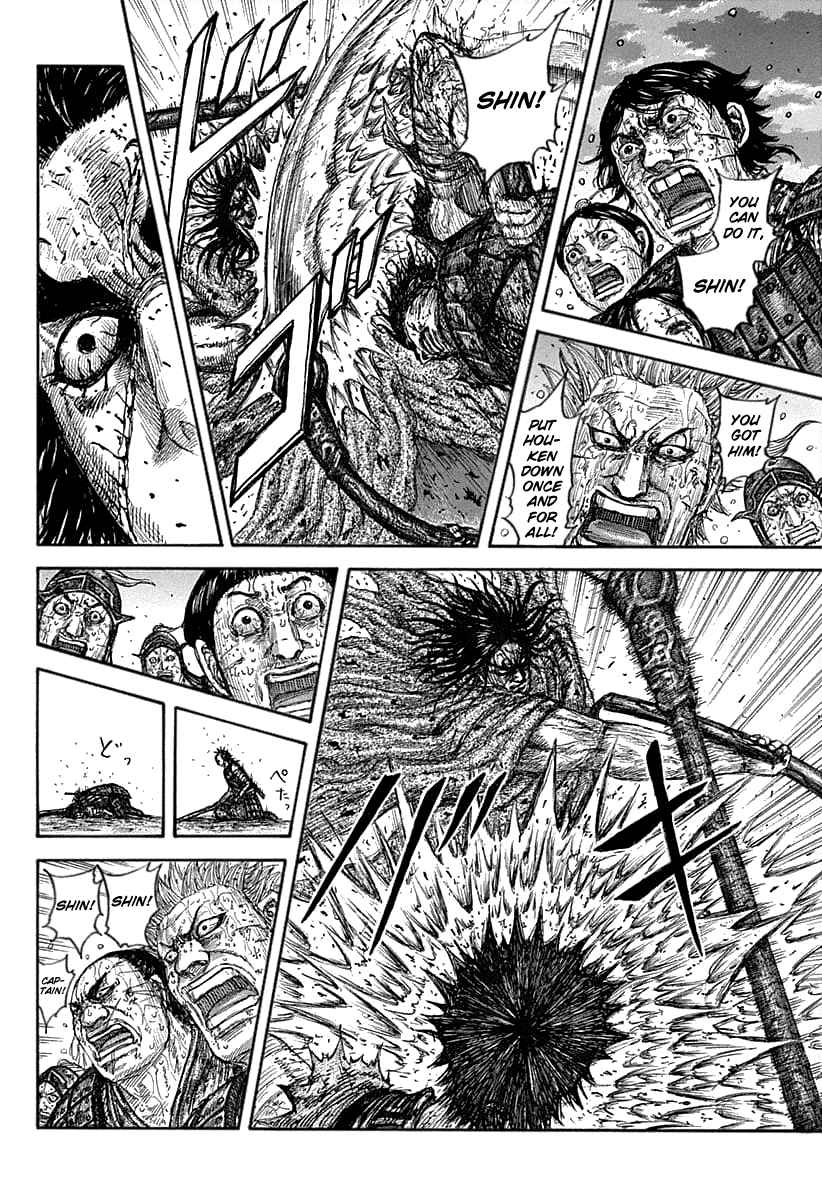 YOU
CAN
DO IT,
SHIN!
SHIN!
YOU
GOT
HIM!
PUT
HOU-
KEN
DOWN
ONCE
AND
FOR
ALL!
ぺたっ
どっ
SHIN!
SHIN!
CAP-
TAIN!